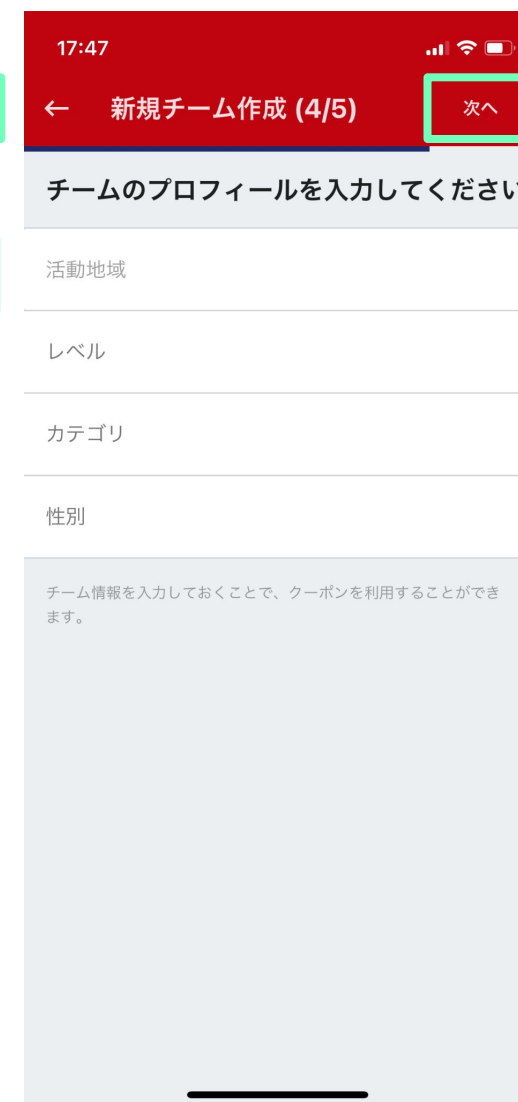 17:47
← 新規チーム作成 (4/5) 次へ
チームのプロフィールを入力してください
活動地域
レベル
カテゴリ
性別
チーム情報を入力しておくことで、クーポンを利用することができ
ます。